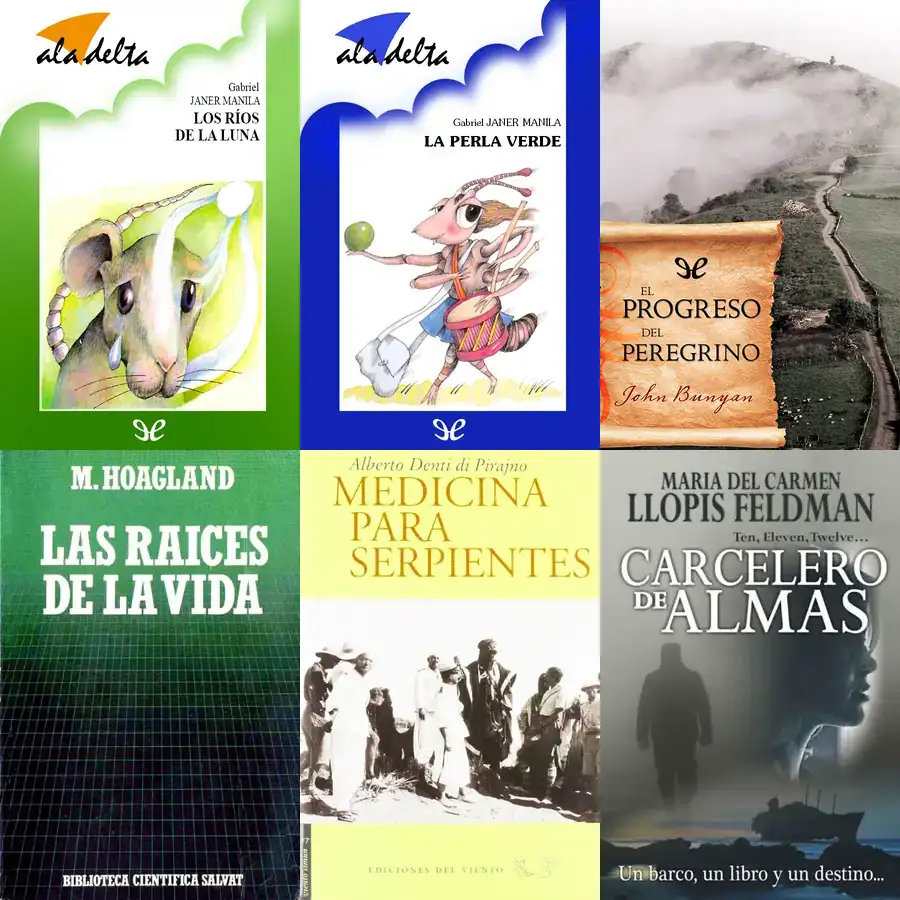 ala delta
Gabriel
JANER MANILA
LOS RÍOS
DE LA LUNA
ala delta
Gabriel JANER MANILA
LA PERLA VERDE
EL
PROGRESO
DEL
PEREGRINO
John Bunyan
M. HOAGLAND
LAS RAICES
DE LA VIDA
BIBLIOTECA CIENTIFICA SALVAT
Alberto Denti di Pirajno
MEDICINA
PARA
SERPIENTES
EDICIONES DEL VIENTO
MARIA DEL CARMEN
LLOPIS FELDMAN
Ten, Eleven, Twelve...
CARCELERO
DE ALMAS
Un barco, un libro y un destino...